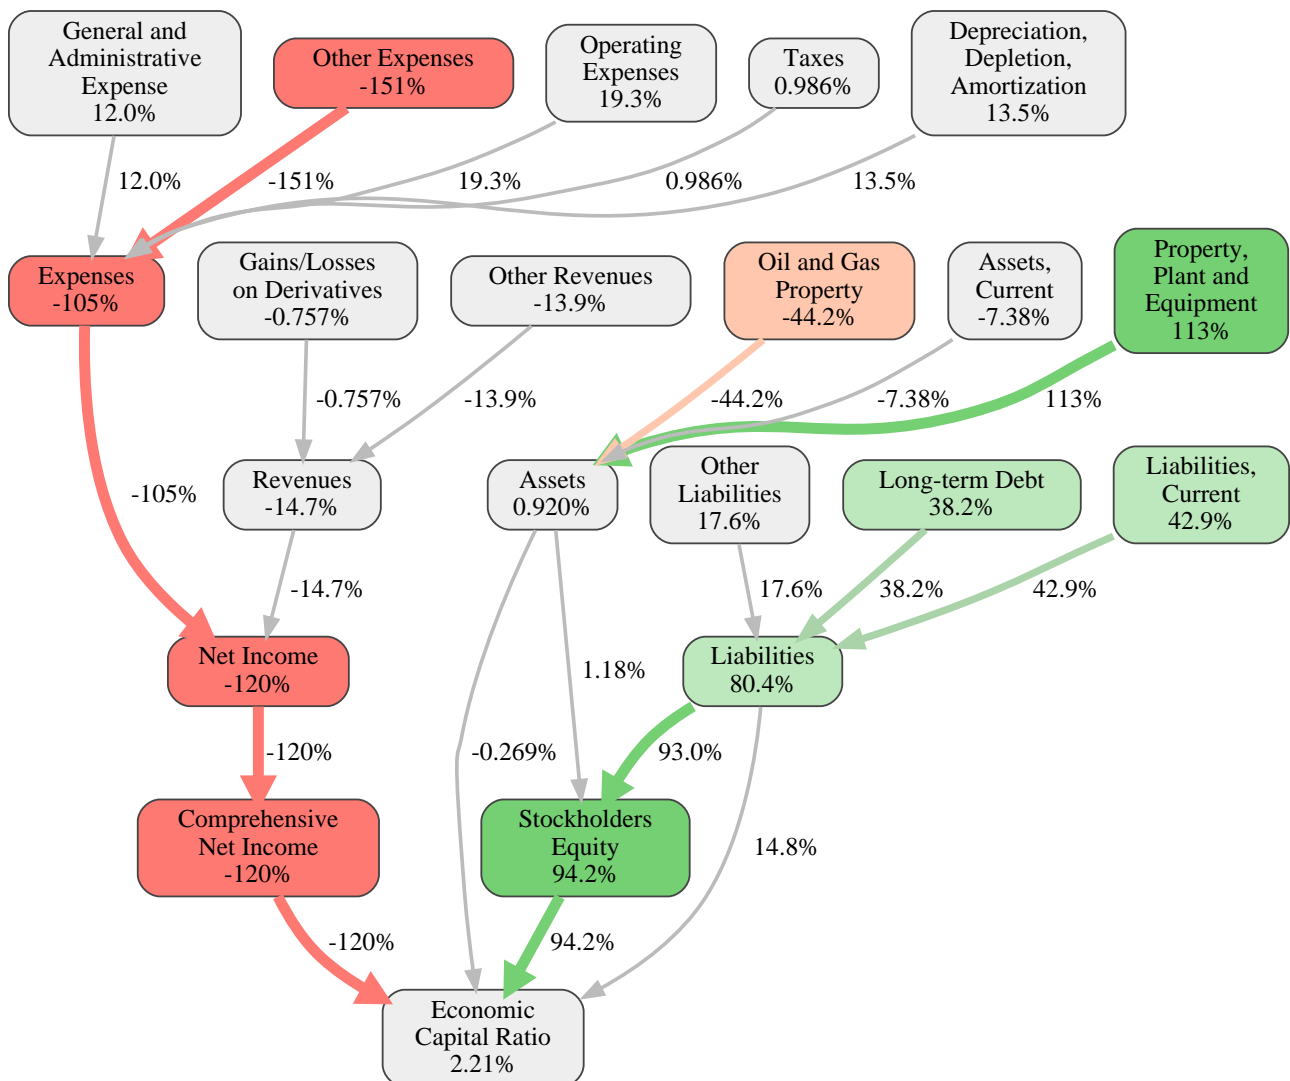 General and
Administrative
Expense
12.0%
Other Expenses
-151%
Operating
Expenses
19.3%
Taxes
0.986%
Depreciation,
Depletion,
Amortization
13.5%
12.0%
-151%
19.3%
0.986%
13.5%
Expenses
-105%
Gains/Losses
on Derivatives
-0.757%
Other Revenues
-13.9%
Oil and Gas
Property
-44.2%
Assets,
Current
-7.38%
Property,
Plant and
Equipment
113%
-0.757%
-13.9%
-44.2%
-7.38%
113%
-105%
Revenues
-14.7%
Assets
0.920%
Other
Liabilities
17.6%
Long-term Debt
38.2%
Liabilities,
Current
42.9%
-14.7%
17.6%
38.2%
42.9%
Net Income
-120%
1.18%
Liabilities
80.4%
-120%
-0.269%
93.0%
Comprehensive
Net Income
-120%
Stockholders
Equity
94.2%
14.8%
-120%
94.2%
Economic
Capital Ratio
2.21%